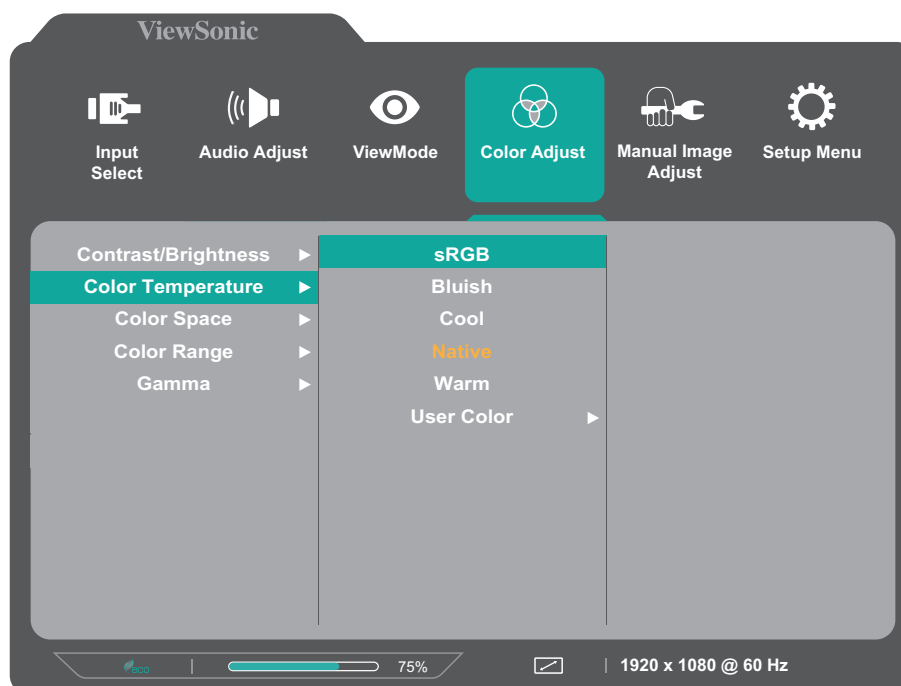 ViewSonic
Input
Select
Audio Adjust
ViewMode
Color Adjust
Manual Image
Adjust
Setup Menu
Contrast/Brightness
Color Temperature
Color Space
Color Range
Gamma
sRGB
Bluish
Cool
Native
Warm
User Color
eco
75%
1920 x 1080 @ 60 Hz